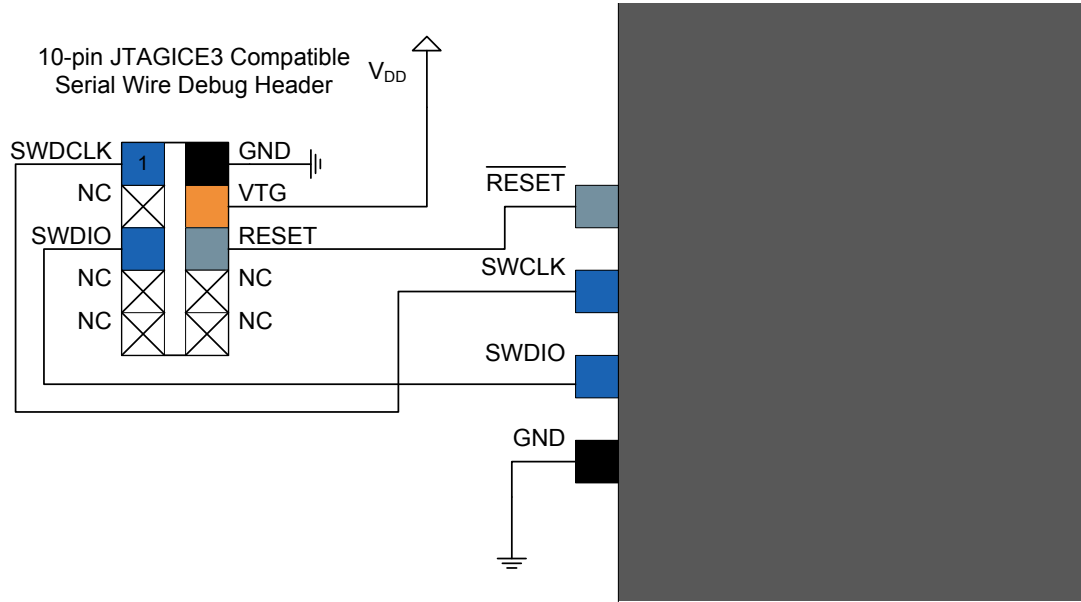 10-pin JTAGICE3 Compatible
Serial Wire Debug Header
VDD
SWDCLK
1
GND
NC
VTG
SWDIO
RESET
NC
NC
NC
NC
RESET
SWCLK
SWDIO
GND